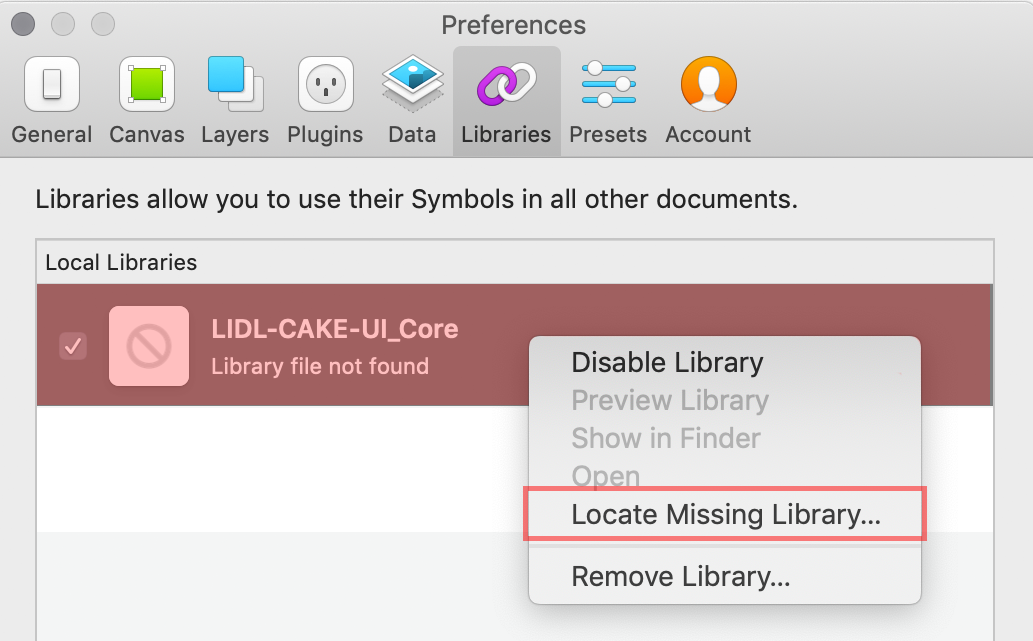 Preferences
General Canvas Layers Plugins Data Libraries Presets Account
Libraries allow you to use their Symbols in all other documents.
Local Libraries
LIDL-CAKE-UI_Core
Library file not found
Disable Library
Preview Library
Show in Finder
Open
Locate Missing Library...
Remove Library...